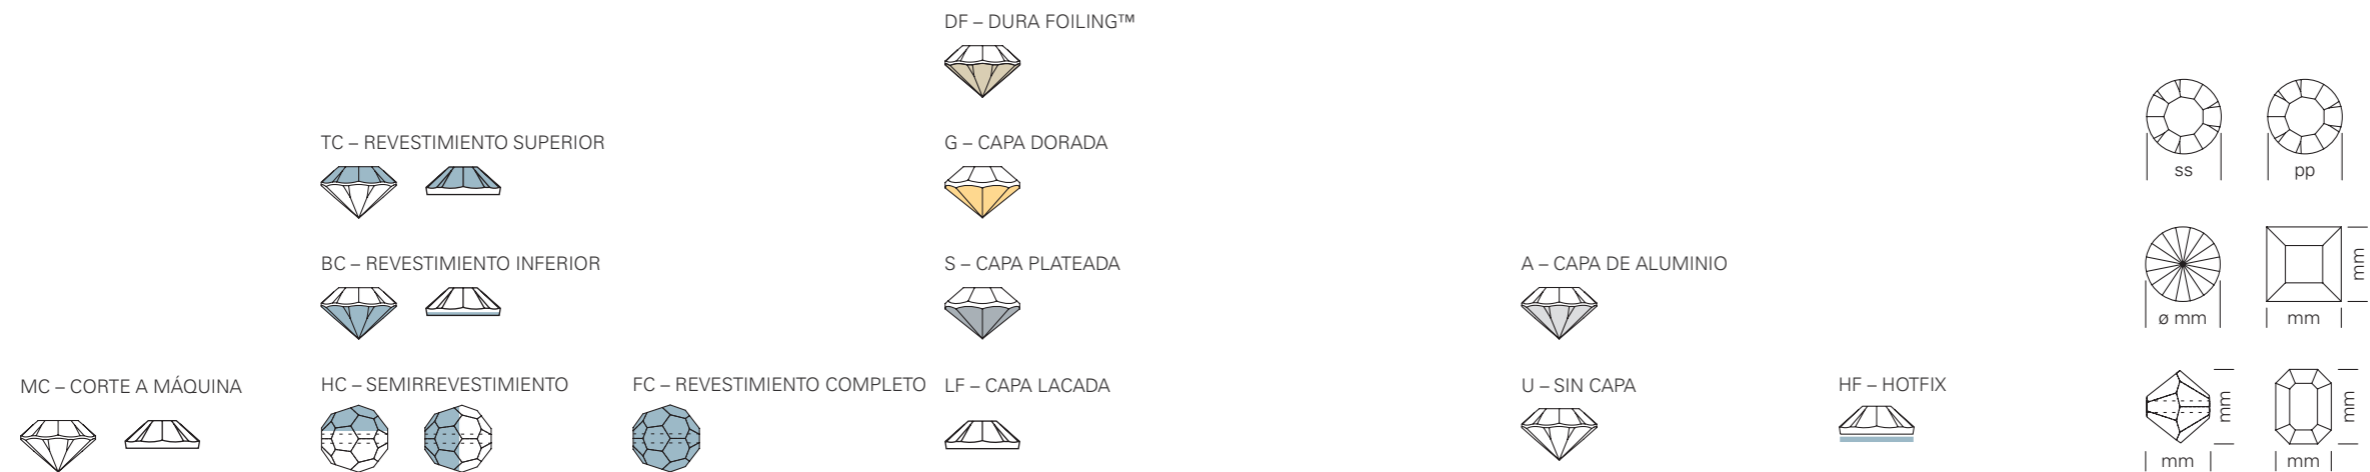 DF – DURA FOILING™
TC – REVESTIMIENTO SUPERIOR
G – CAPA DORADA
ss
pp
BC – REVESTIMIENTO INFERIOR
S – CAPA PLATEADA
A – CAPA DE ALUMINIO
mm
ø mm
mm
MC – CORTE A MÁQUINA
HC – SEMIRREVESTIMIENTO
FC – REVESTIMIENTO COMPLETO
LF – CAPA LACADA
U – SIN CAPA
HF – HOTFIX
mm
mm
mm
mm